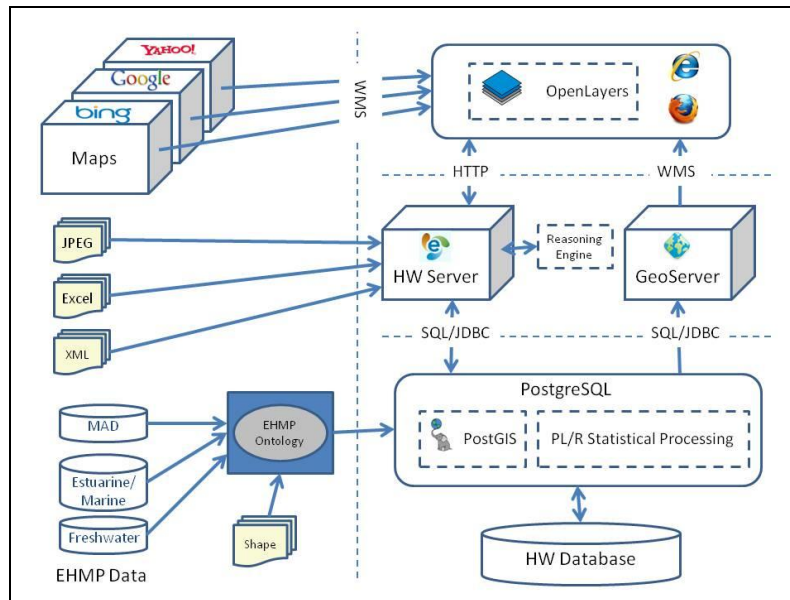 YAHOO!
Google
bing
Maps
WMS
OpenLayers
HTTP
WMS
JPEG
Excel
XML
HW Server
Reasoning
Engine
GeoServer
SQL/JDBC
SQL/JDBC
PostgreSQL
PostGIS
PL/R Statistical Processing
MAD
Estuarine/
Marine
Freshwater
EHMP
Ontology
Shape
HW Database
EHMP Data